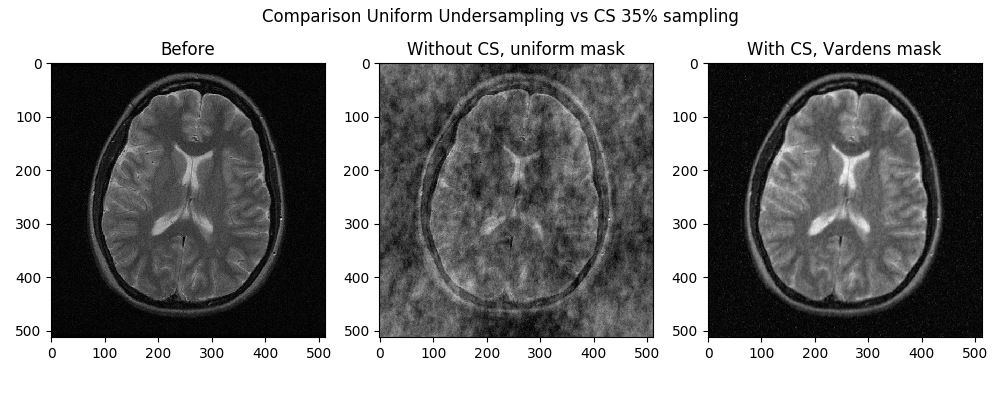 Comparison Uniform Undersampling vs CS 35% sampling
Before
Without CS, uniform mask
With CS, Vardens mask
0
100
200
300
400
500
0 100 200 300 400 500
0
100
200
300
400
500
0 100 200 300 400 500
0
100
200
300
400
500
0 100 200 300 400 500